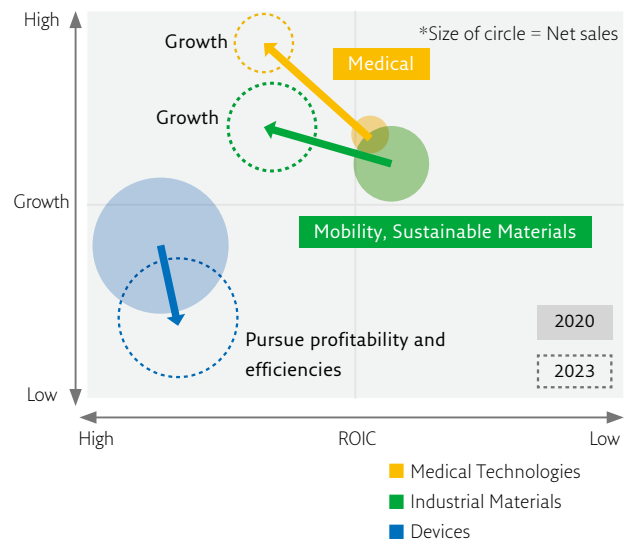 High
*Size of circle = Net sales
Growth
Medical
Growth
Growth
Mobility, Sustainable Materials
2020
Pursue profitability and
efficiencies
2023
Low
High
ROIC
Low
Medical Technologies
Industrial Materials
Devices